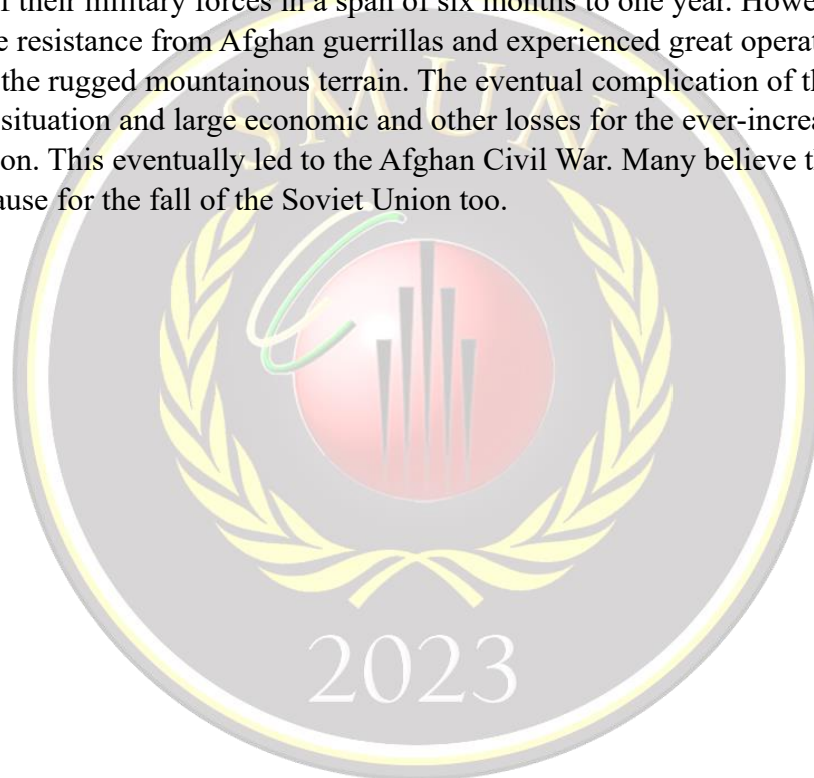 f their military forces in a span of six months to one year. Howe
e resistance from Afghan guerrillas and experienced great operat
the rugged mountainous terrain. The eventual complication of th
situation and large economic and other losses for the ever-increa
on. This eventually led to the Afghan Civil War. Many believe th
ause for the fall of the Soviet Union too.
SMUN
2023